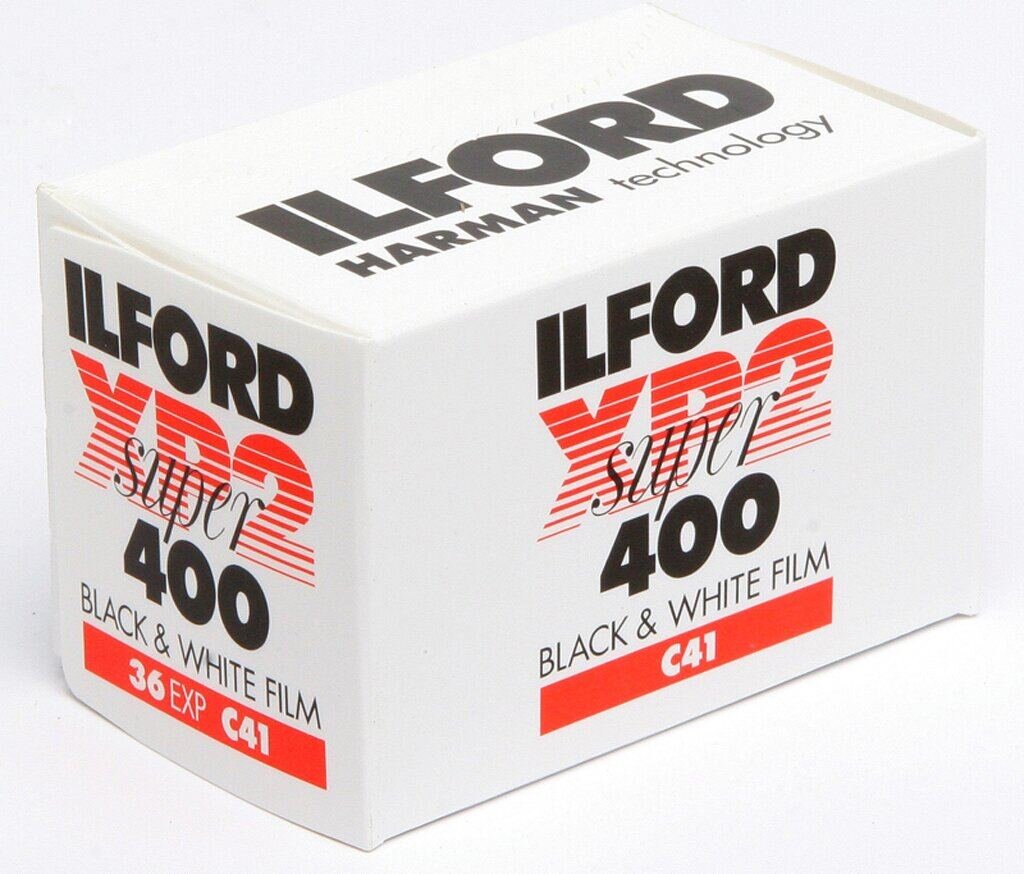 ILFORD
HARMAN technology
ILFORD
XP2
super
400
BLACK & WHITE FILM
36 EXP C41
ILFORD
XP2
super
400
BLACK & WHITE FILM
C41